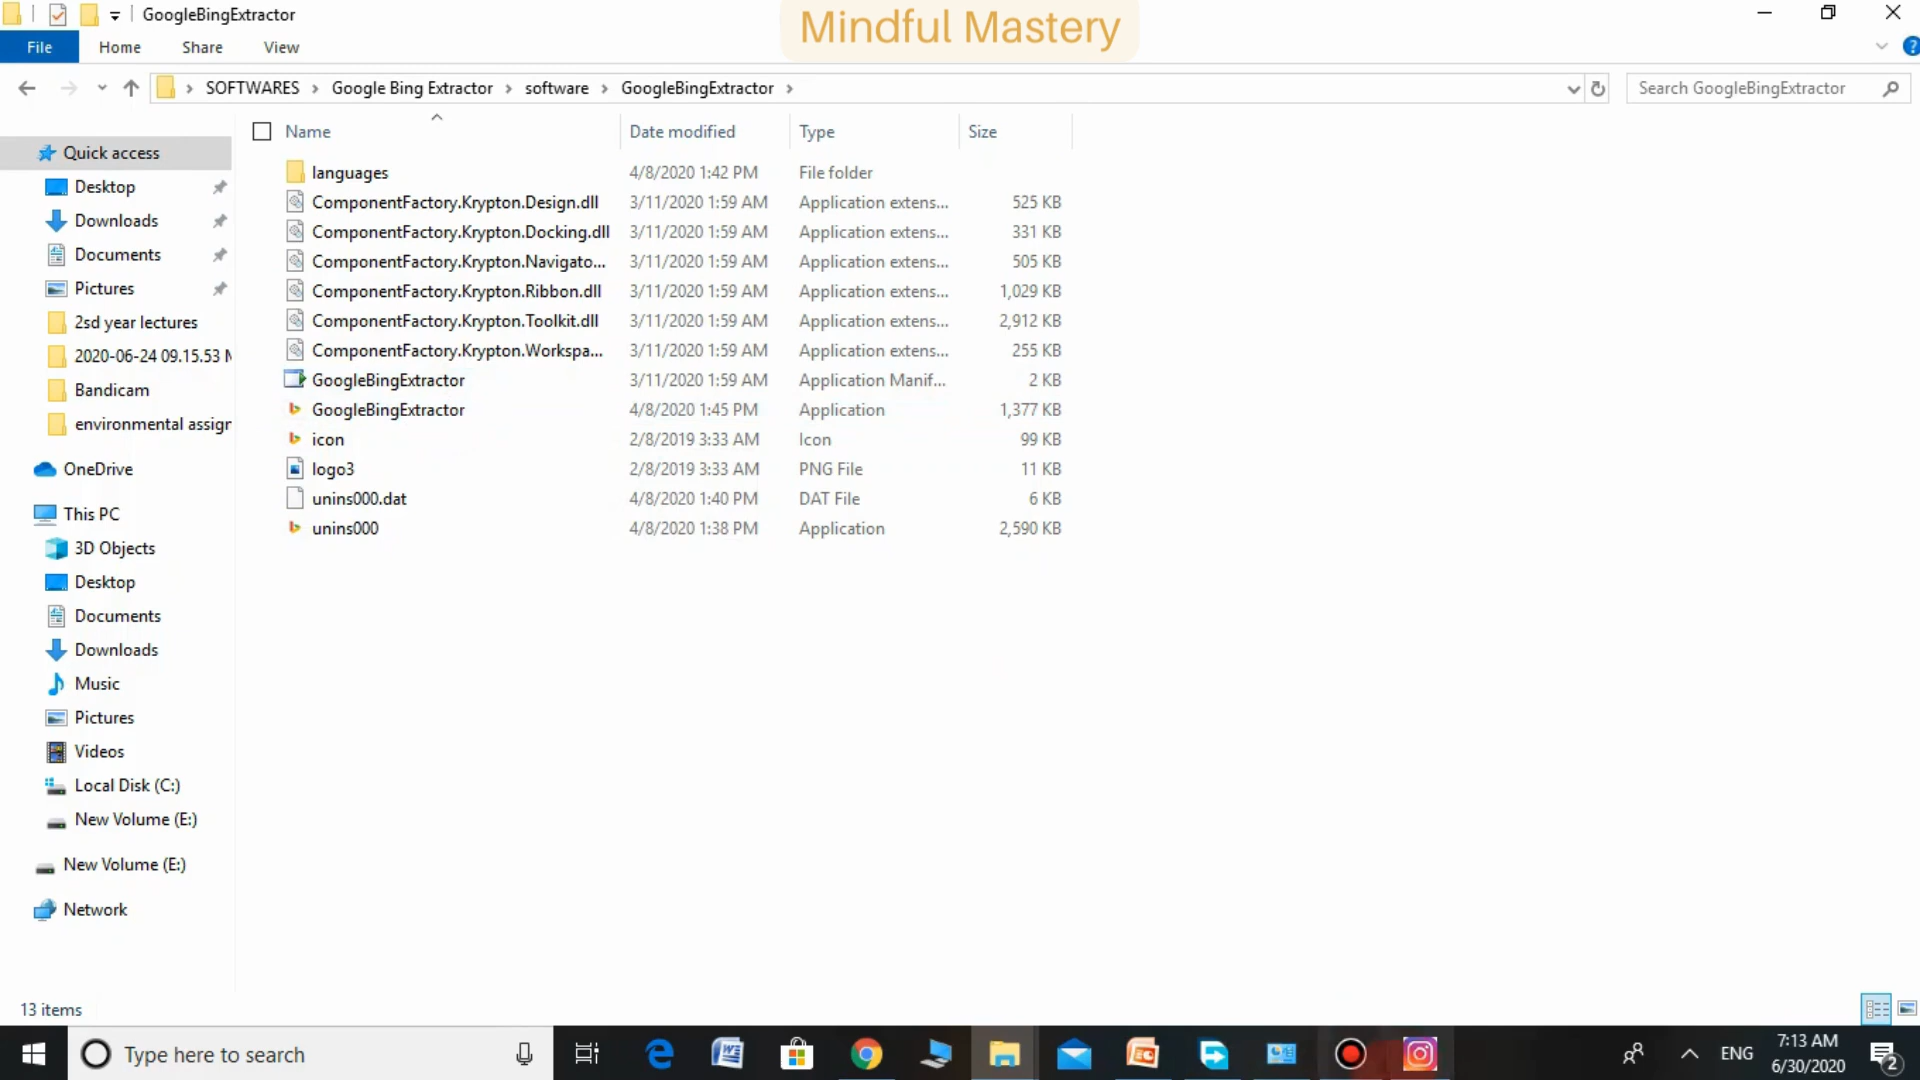 GoogleBingExtractor
Mindful Mastery
File Home Share View
SOFTWARES Google Bing Extractor software GoogleBingExtractor
Search GoogleBingExtractor
Name Date modified Type Size
Quick access
Desktop
Downloads
Documents
Pictures
2sd year lectures
2020-06-24 09.15.53 M
Bandicam
environmental assigr
OneDrive
This PC
3D Objects
Desktop
Documents
Downloads
Music
Pictures
Videos
Local Disk (C:)
New Volume (E:)
New Volume (E:)
Network
languages 4/8/2020 1:42 PM File folder
ComponentFactory.Krypton.Design.dll 3/11/2020 1:59 AM Application extens... 525 KB
ComponentFactory.Krypton.Docking.dll 3/11/2020 1:59 AM Application extens... 331 KB
ComponentFactory.Krypton.Navigato... 3/11/2020 1:59 AM Application extens... 505 KB
ComponentFactory.Krypton.Ribbon.dll 3/11/2020 1:59 AM Application extens... 1,029 KB
ComponentFactory.Krypton.Toolkit.dll 3/11/2020 1:59 AM Application extens... 2,912 KB
ComponentFactory.Krypton.Workspa... 3/11/2020 1:59 AM Application extens... 255 KB
GoogleBingExtractor 3/11/2020 1:59 AM Application Manif... 2 KB
GoogleBingExtractor 4/8/2020 1:45 PM Application 1,377 KB
icon 2/8/2019 3:33 AM Icon 99 KB
logo3 2/8/2019 3:33 AM PNG File 11 KB
unins000.dat 4/8/2020 1:40 PM DAT File 6 KB
unins000 4/8/2020 1:38 PM Application 2,590 KB
13 items
Type here to search
ENG
7:13 AM
6/30/2020
2